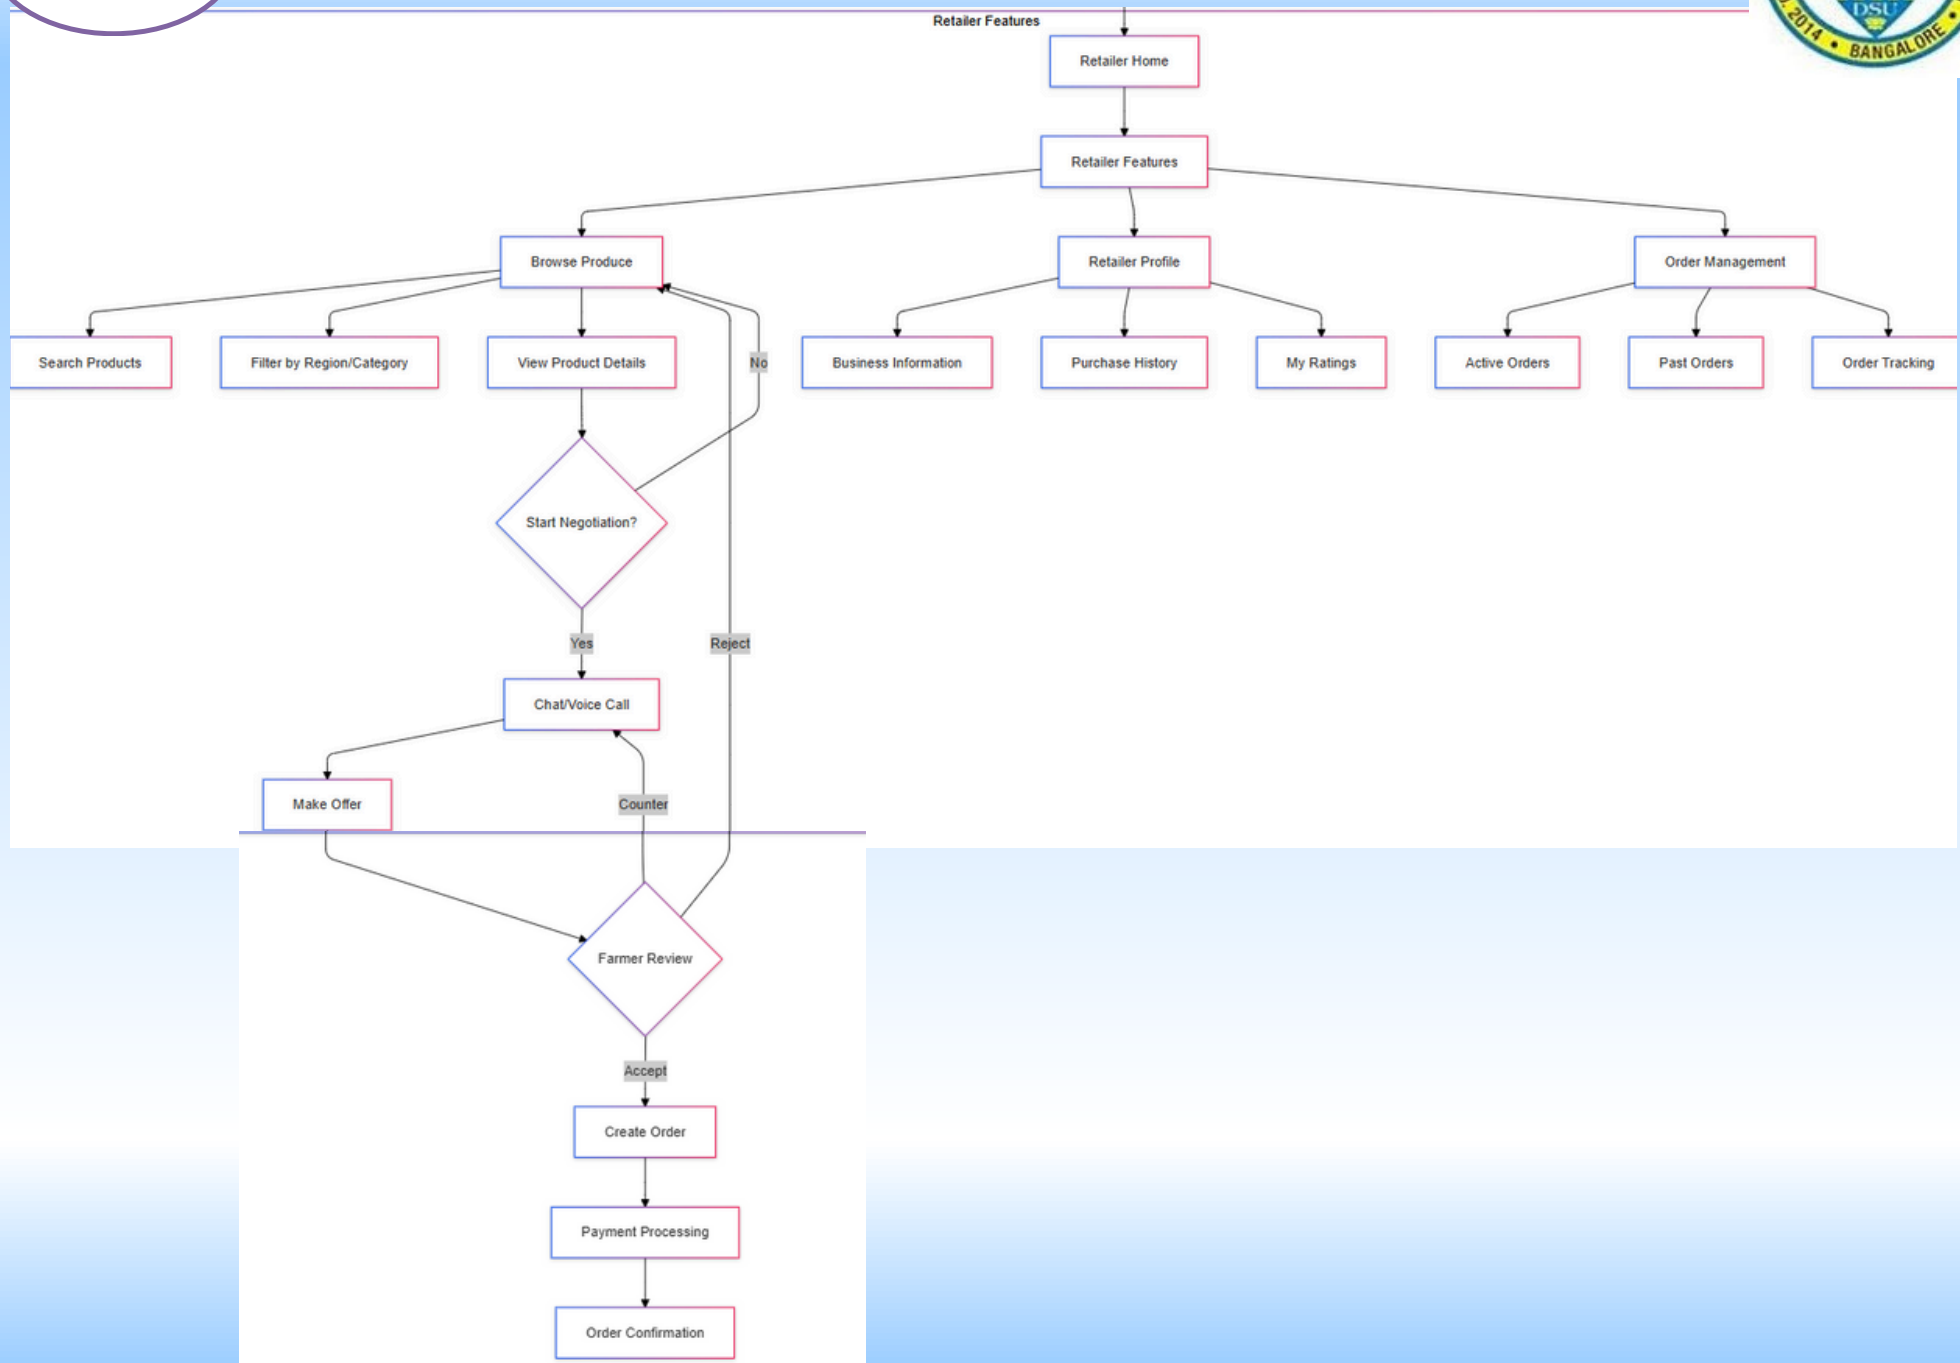 Retailer Features
DSU
. 2014 • BANGALORE •
Retailer Home
Retailer Features
Browse Produce
Retailer Profile
Order Management
Search Products
Filter by Region/Category
View Product Details
No
Business Information
Purchase History
My Ratings
Active Orders
Past Orders
Order Tracking
Start Negotiation?
Yes
Reject
Chat/Voice Call
Make Offer
Counter
Farmer Review
Accept
Create Order
Payment Processing
Order Confirmation